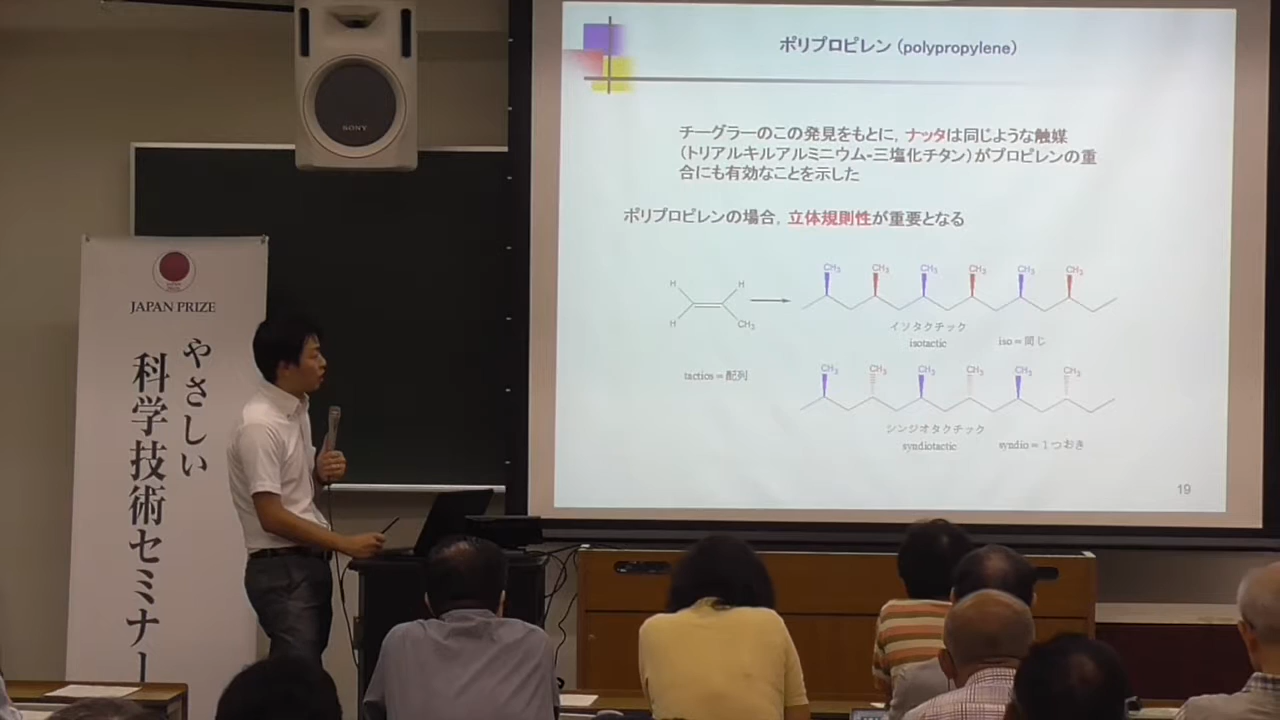 SONY
JAPAN PRIZE
やさしい
科学技術セミナー
ポリプロピレン (polypropylene)
チーグラーのこの発見をもとに, ナッタは同じような触媒
(トリアルキルアルミニウム-三塩化チタン) がプロピレンの重
合にも有効なことを示した
ポリプロピレンの場合, 立体規則性が重要となる
CH3 CH3 CH3 CH3 CH3 CH3
H H
H CH3
イソタクチック
isotactic iso = 同じ
tactios = 配列
CH3 CH3 CH3 CH3 CH3 CH3
シンジオタクチック
syndiotactic syndio = 1つおき
19